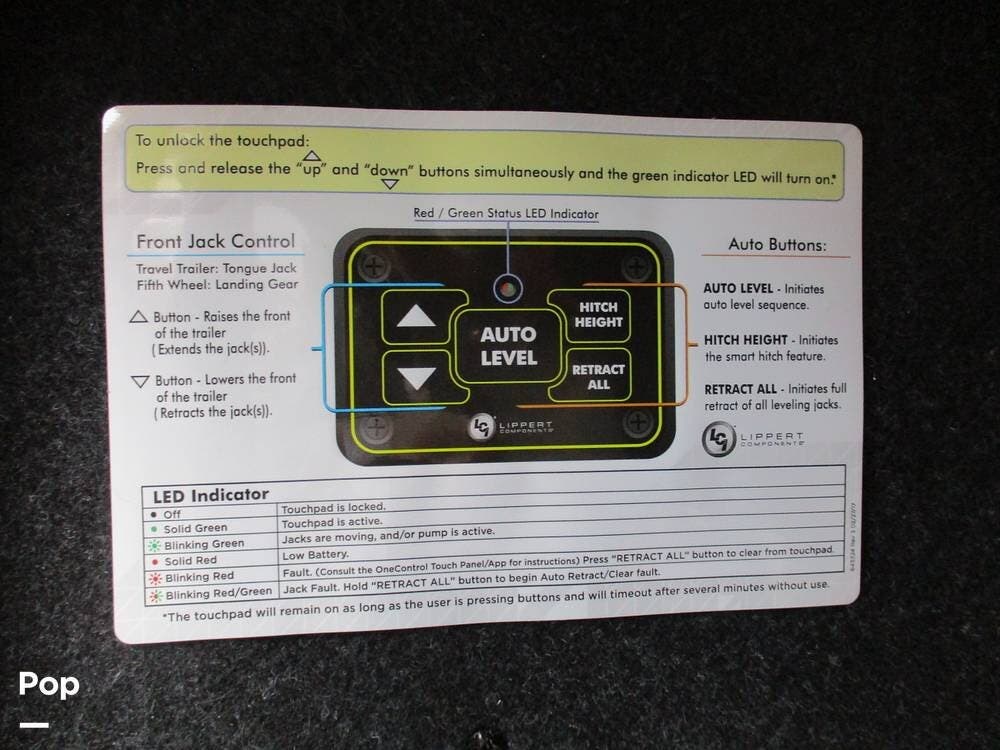 To unlock the touchpad:
Press and release the "up" and "down" buttons simultaneously and the green indicator LED will turn on.*
Red / Green Status LED Indicator
Front Jack Control
Travel Trailer: Tongue Jack
Fifth Wheel: Landing Gear
Button - Raises the front
of the trailer
(Extends the jack(s)).
Button - Lowers the front
of the trailer
(Retracts the jack(s)).
AUTO
LEVEL
HITCH
HEIGHT
RETRACT
ALL
LCI LIPPERT
COMPONENTS
Auto Buttons:
AUTO LEVEL - Initiates
auto level sequence.
HITCH HEIGHT - Initiates
the smart hitch feature.
RETRACT ALL - Initiates full
retract of all leveling jacks.
LCI LIPPERT
COMPONENTS
LED Indicator
Off Touchpad is locked.
Solid Green Touchpad is active.
Blinking Green Jacks are moving, and/or pump is active.
Solid Red Low Battery.
Blinking Red Fault. (Consult the OneControl Touch Panel/App for instructions) Press "RETRACT ALL" button to clear from touchpad.
Blinking Red/Green Jack Fault. Hold "RETRACT ALL" button to begin Auto Retract/Clear fault.
*The touchpad will remain on as long as the user is pressing buttons and will timeout after several minutes without use.
Pop